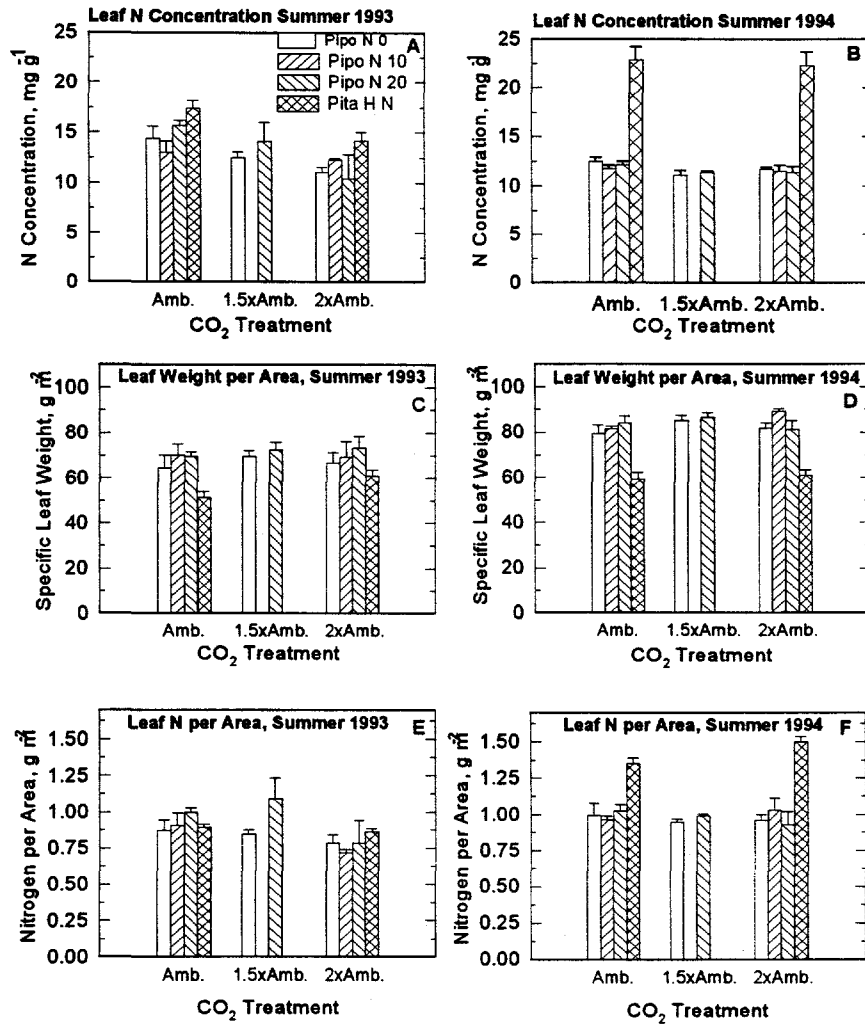 Leaf N Concentration Summer 1993
A
Pipo N 0
Pipo N 10
Pipo N 20
Pita H N
25
20
15
10
5
0
N Concentration, mg g-1
Amb. 1.5xAmb. 2xAmb.
CO2 Treatment
Leaf N Concentration Summer 1994
B
25
20
15
10
5
0
N Concentration, mg g-1
Amb. 1.5xAmb. 2xAmb.
CO2 Treatment
Leaf Weight per Area, Summer 1993
C
100
80
60
40
20
0
Specific Leaf Weight, g m-2
Amb. 1.5xAmb. 2xAmb.
CO2 Treatment
Leaf Weight per Area, Summer 1994
D
100
80
60
40
20
0
Specific Leaf Weight, g m-2
Amb. 1.5xAmb. 2xAmb.
CO2 Treatment
Leaf N per Area, Summer 1993
E
1.50
1.25
1.00
0.75
0.50
0.25
0.00
Nitrogen per Area, g m-2
Amb. 1.5xAmb. 2xAmb.
CO2 Treatment
Leaf N per Area, Summer 1994
F
1.50
1.25
1.00
0.75
0.50
0.25
0.00
Nitrogen per Area, g m-2
Amb. 1.5xAmb. 2xAmb.
CO2 Treatment